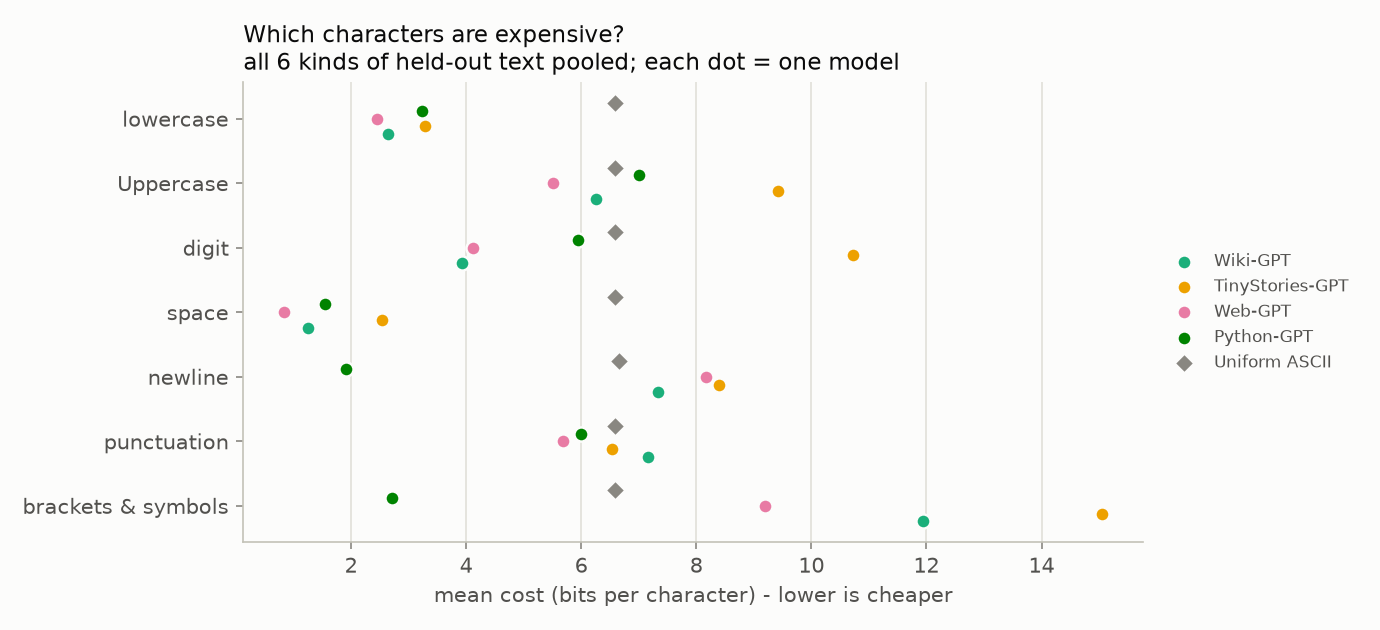 Which characters are expensive?
all 6 kinds of held-out text pooled; each dot = one model
lowercase
Uppercase
digit
space
newline
punctuation
brackets & symbols
2 4 6 8 10 12 14
mean cost (bits per character) - lower is cheaper
Wiki-GPT
TinyStories-GPT
Web-GPT
Python-GPT
Uniform ASCII